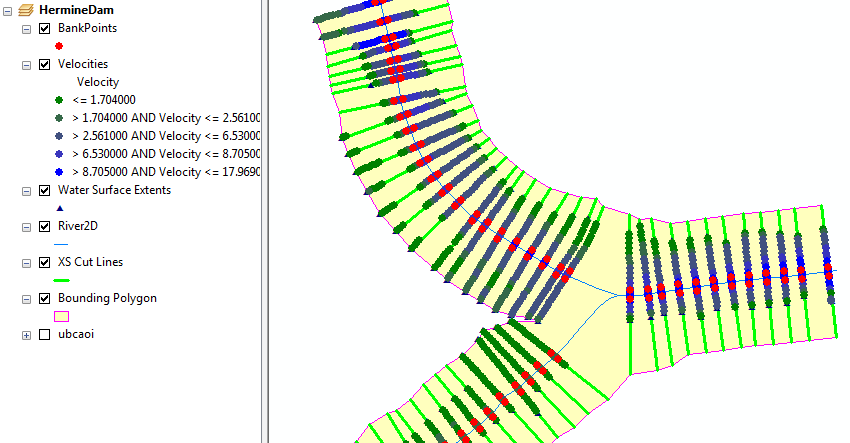 HermineDam
BankPoints
Velocities
Velocity
<= 1.704000
> 1.704000 AND Velocity <= 2.56100
> 2.561000 AND Velocity <= 6.53000
> 6.530000 AND Velocity <= 8.70500
> 8.705000 AND Velocity <= 17.9690
Water Surface Extents
River2D
XS Cut Lines
Bounding Polygon
ubcaoi